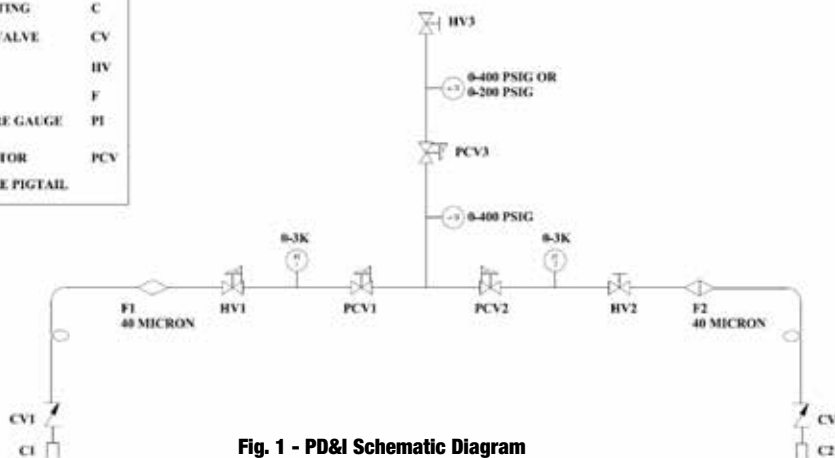 TING C
ALVE CV
HV
F
RE GAUGE PI
TOR PCV
E PIGTAIL
HV3
0-400 PSIG OR
0-200 PSIG
PCV3
0-400 PSIG
0-3K
0-3K
F1
40 MICRON
HV1
PCV1
PCV2
HV2
F2
40 MICRON
CV1
CV
C1
C2
Fig. 1 - PD&I Schematic Diagram